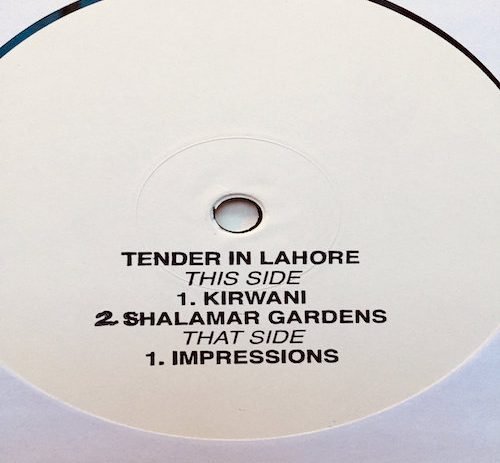 TENDER IN LAHORE
THIS SIDE
1. KIRWANI
2. SHALAMAR GARDENS
THAT SIDE
1. IMPRESSIONS